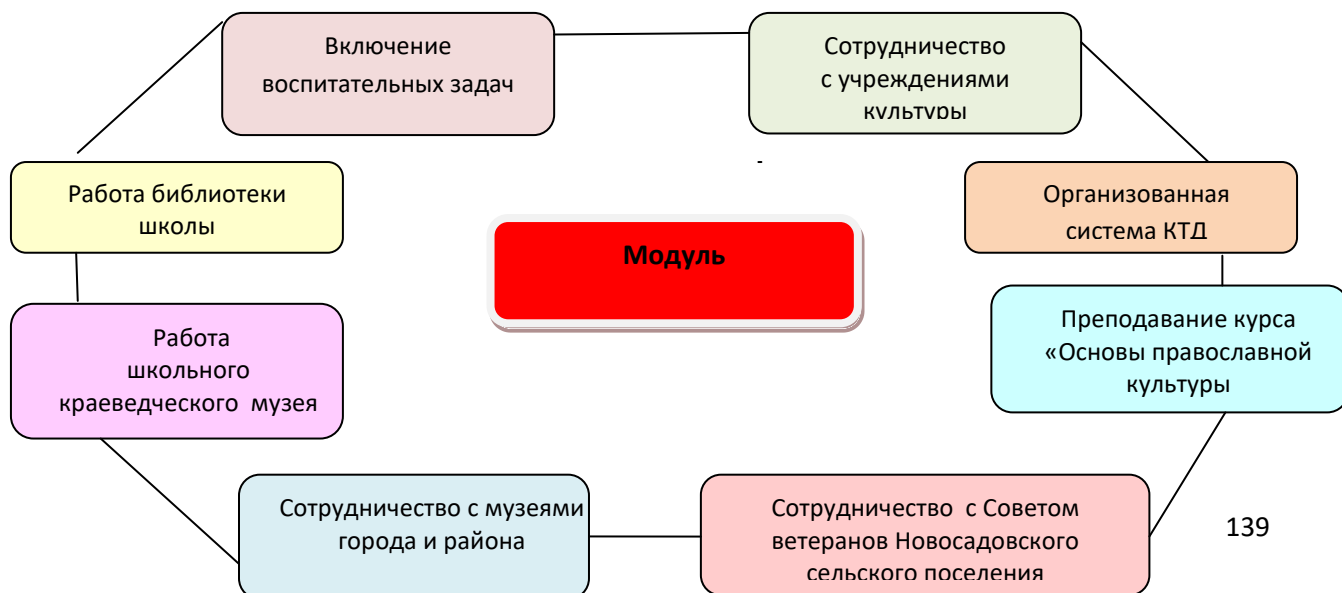 Включение
воспитательных задач
Сотрудничество
с учреждениями
культуры
Работа библиотеки
школы
-
Организованная
система КТД
Модуль
Работа
школьного
краеведческого музея
Преподавание курса
«Основы православной
культуры
Сотрудничество с музеями
города и района
Сотрудничество с Советом
ветеранов Новосадовского
сельского поселения
139